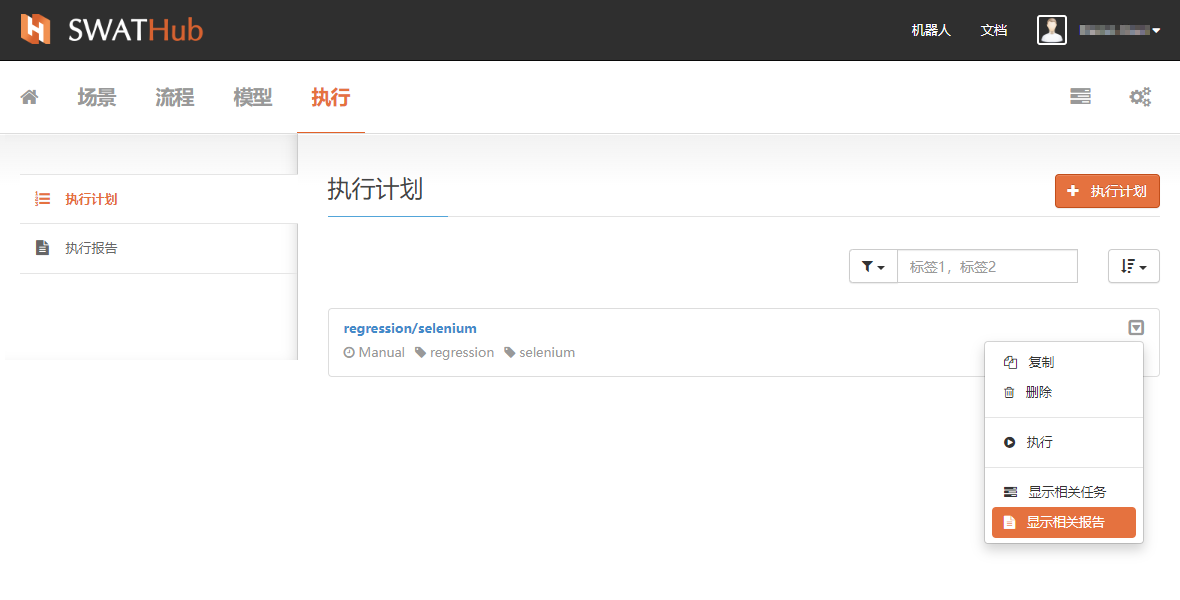 SWATHub
机器人 文档
场景 流程 模型 执行
执行计划
执行报告
执行计划
执行计划
标签1，标签2
regression/selenium
Manual regression selenium
复制
删除
执行
显示相关任务
显示相关报告